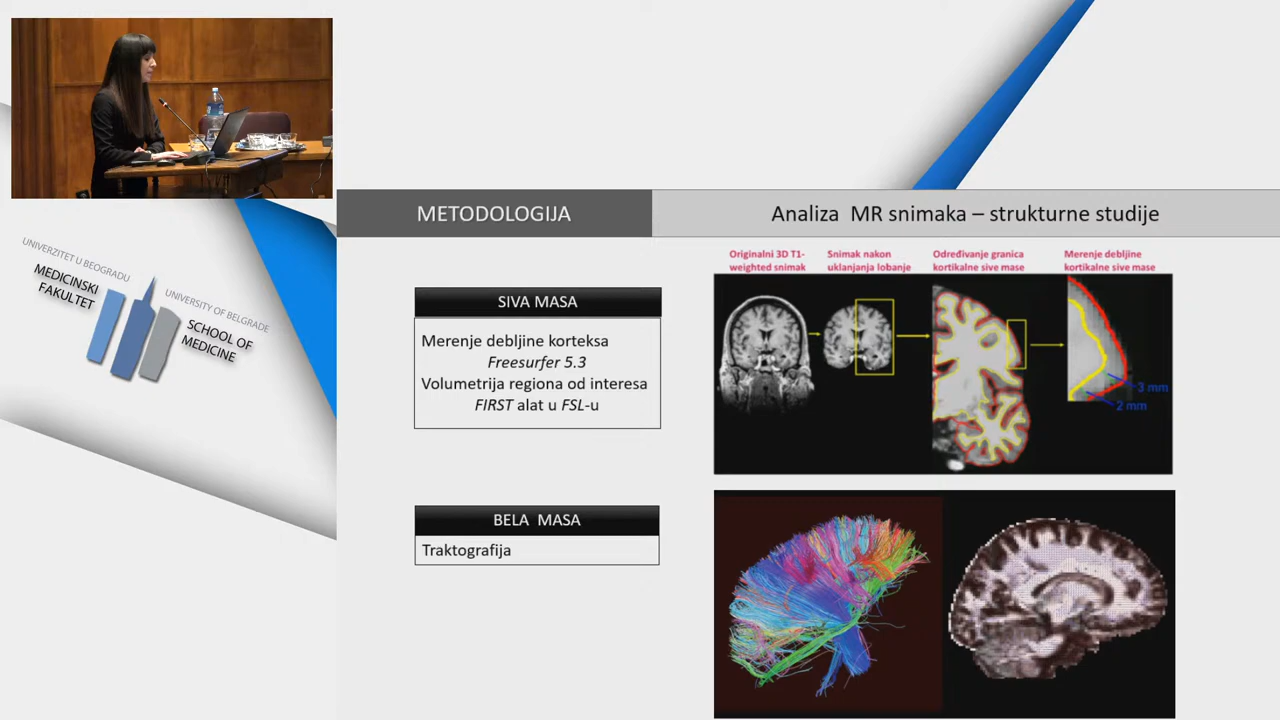 METODOLOGIJA
Analiza MR snimaka – strukturne studije
UNIVERZITET U BEOGRADU
MEDICINSKI
FAKULTET
UNIVERSITY OF BELGRADE
SCHOOL OF
MEDICINE
SIVA MASA
Merenje debljine korteksa
Freesurfer 5.3
Volumetrija regiona od interesa
FIRST alat u FSL-u
Originalni 3D T1-
weighted snimak
Snimak nakon
uklanjanja lobanje
Određivanje granica
kortikalne sive mase
Merenje debljine
kortikalne sive mase
3 mm
2 mm
BELA MASA
Traktografija